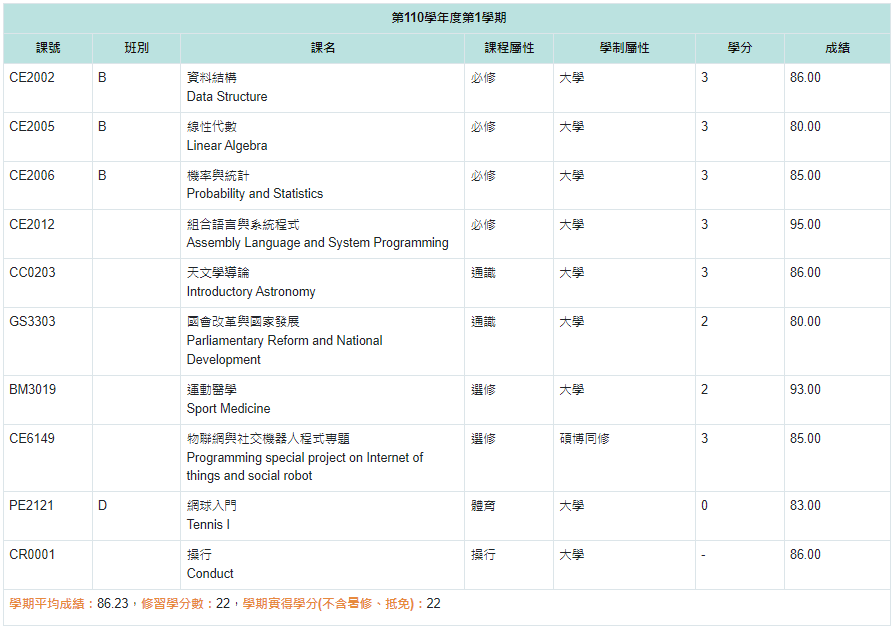 第110學年度第1學期
課號 班別 課名 課程屬性 學制屬性 學分 成績
CE2002 B 資料結構 必修 大學 3 86.00
Data Structure
CE2005 B 線性代數 必修 大學 3 80.00
Linear Algebra
CE2006 B 機率與統計 必修 大學 3 85.00
Probability and Statistics
CE2012 組合語言與系統程式 必修 大學 3 95.00
Assembly Language and System Programming
CC0203 天文學導論 通識 大學 3 86.00
Introductory Astronomy
GS3303 國會改革與國家發展 通識 大學 2 80.00
Parliamentary Reform and National
Development
BM3019 運動醫學 選修 大學 2 93.00
Sport Medicine
CE6149 物聯網與社交機器人程式專題 選修 碩博同修 3 85.00
Programming special project on Internet of
things and social robot
PE2121 D 網球入門 體育 大學 0 83.00
Tennis I
CR0001 操行 操行 大學 - 86.00
Conduct
學期平均成績：86.23，修習學分數：22，學期實得學分(不含暑修、抵免)：22